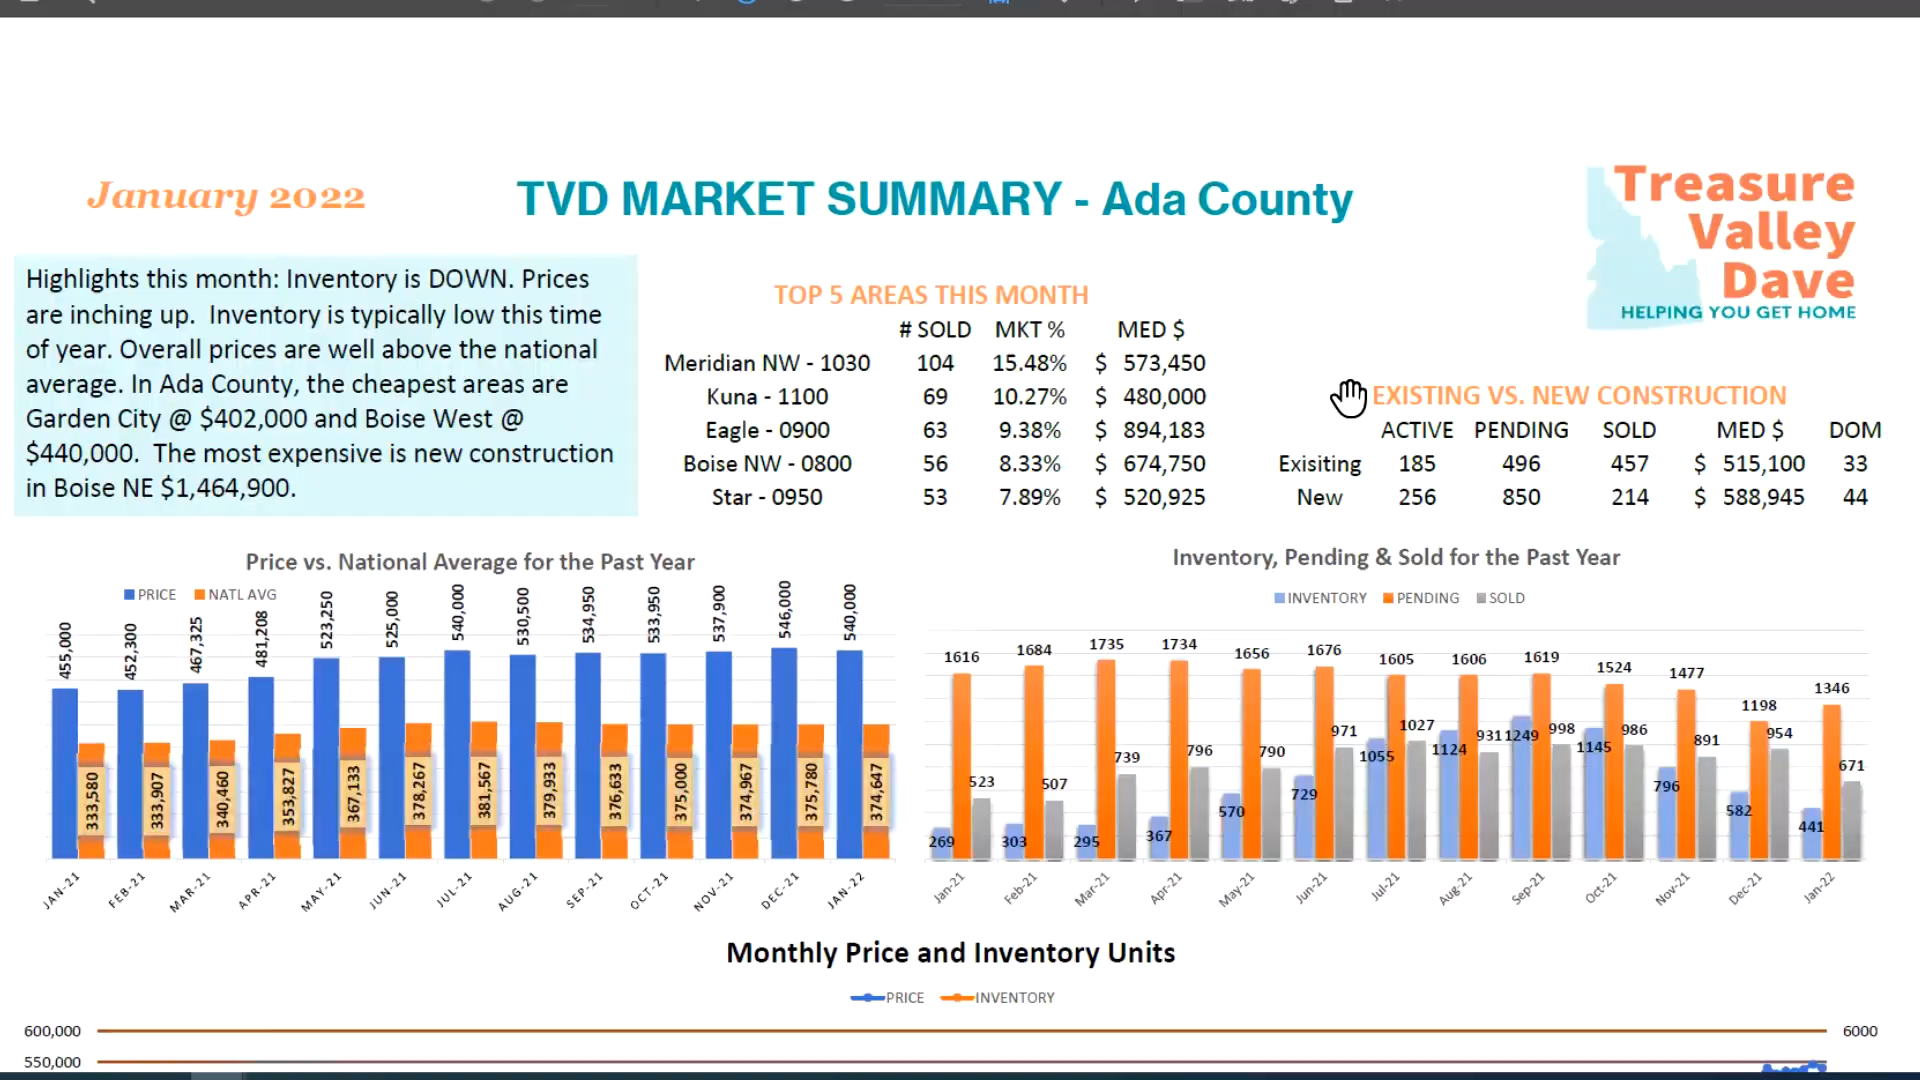 January 2022
TVD MARKET SUMMARY - Ada County
Treasure
Valley
Dave
HELPING YOU GET HOME
Highlights this month: Inventory is DOWN. Prices
are inching up.  Inventory is typically low this time
of year. Overall prices are well above the national
average. In Ada County, the cheapest areas are
Garden City @ $402,000 and Boise West @
$440,000.  The most expensive is new construction
in Boise NE $1,464,900.
TOP 5 AREAS THIS MONTH
# SOLD MKT % MED $
Meridian NW - 1030 104 15.48% $ 573,450
Kuna - 1100 69 10.27% $ 480,000
Eagle - 0900 63 9.38% $ 894,183
Boise NW - 0800 56 8.33% $ 674,750
Star - 0950 53 7.89% $ 520,925
EXISTING VS. NEW CONSTRUCTION
ACTIVE PENDING SOLD MED $ DOM
Exisiting 185 496 457 $ 515,100 33
New 256 850 214 $ 588,945 44
Price vs. National Average for the Past Year
PRICE NATL AVG
455,000 452,300 467,325 481,208 523,250 525,000 540,000 530,500 534,950 533,950 537,900 546,000 540,000
333,580 333,907 340,460 353,827 367,133 378,267 381,567 379,933 376,633 375,000 374,967 375,780 374,647
JAN-21 FEB-21 MAR-21 APR-21 MAY-21 JUN-21 JUL-21 AUG-21 SEP-21 OCT-21 NOV-21 DEC-21 JAN-22
Inventory, Pending & Sold for the Past Year
INVENTORY PENDING SOLD
1616 1684 1735 1734 1656 1676 1605 1606 1619 1524 1477 1198 1346
523 507 739 796 790 971 1027 931 998 986 891 954 671
269 303 295 367 570 729 1055 1124 1249 1145 796 582 441
Jan-21 Feb-21 Mar-21 Apr-21 May-21 Jun-21 Jul-21 Aug-21 Sep-21 Oct-21 Nov-21 Dec-21 Jan-22
Monthly Price and Inventory Units
PRICE INVENTORY
600,000 6000
550,000